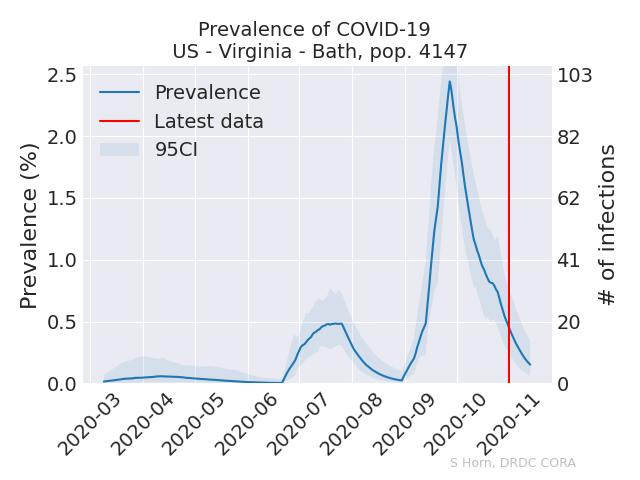 Prevalence of COVID-19
US - Virginia - Bath, pop. 4147
Prevalence
Latest data
95CI
Prevalence (%)
2.5
2.0
1.5
1.0
0.5
0.0
103
82
62
41
20
0
# of infections
2020-03
2020-04
2020-05
2020-06
2020-07
2020-08
2020-09
2020-10
2020-11
S Horn, DRDC CORA